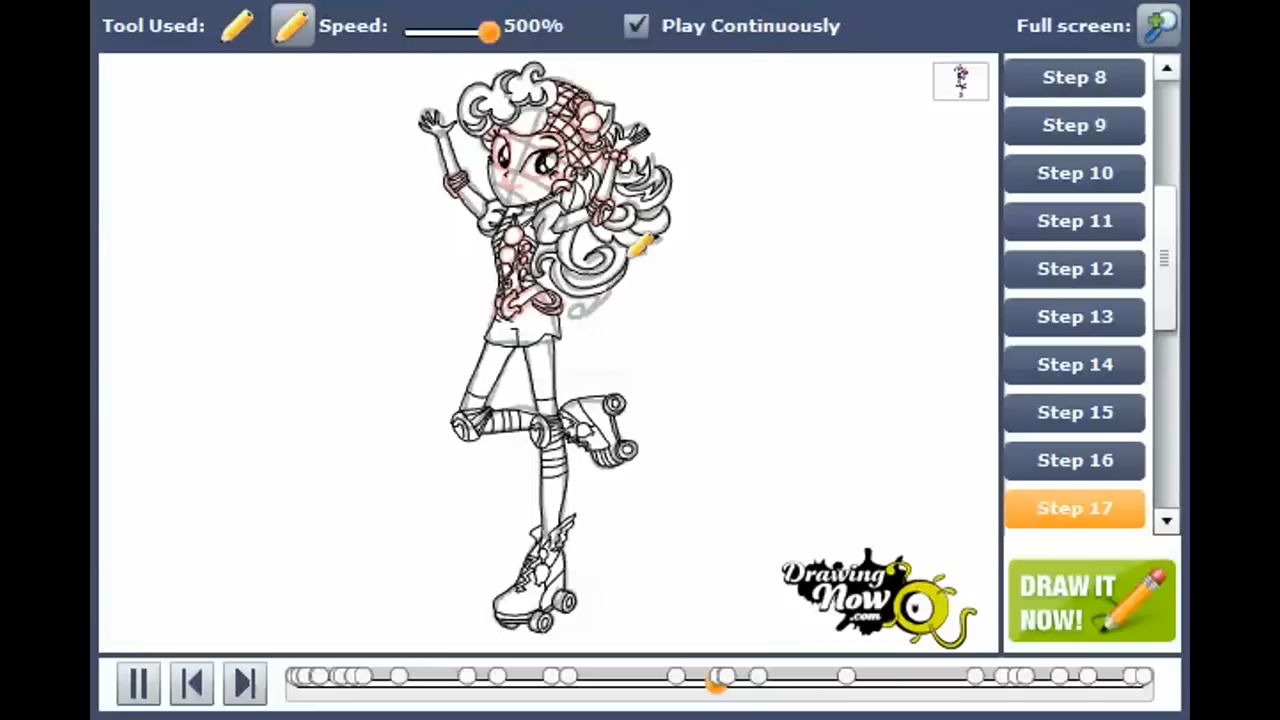 Tool Used:
Speed:
500%
Play Continuously
Full screen:
Step 8
Step 9
Step 10
Step 11
Step 12
Step 13
Step 14
Step 15
Step 16
Step 17
Drawing
Now
.com
DRAW IT
NOW!